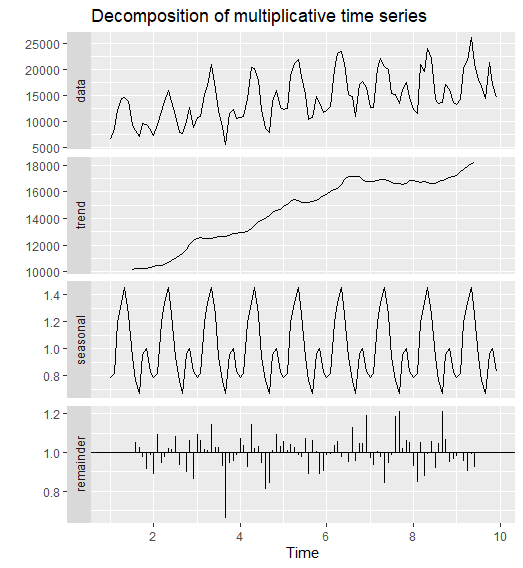 Decomposition of multiplicative time series
data
25000
20000
15000
10000
5000
trend
18000
16000
14000
12000
10000
seasonal
1.4
1.2
1.0
0.8
remainder
1.2
1.0
0.8
2 4 6 8 10
Time